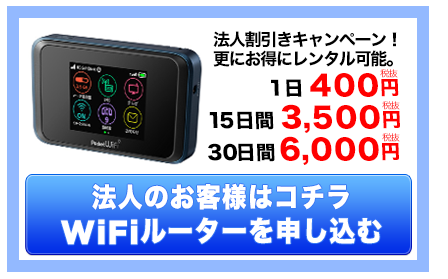 法人割引きキャンペーン！
更にお得にレンタル可能。
1日 400円 税抜
15日間 3,500円 税抜
30日間 6,000円 税抜
Pocket WiFi
法人のお客様はコチラ
WiFiルーターを申し込む